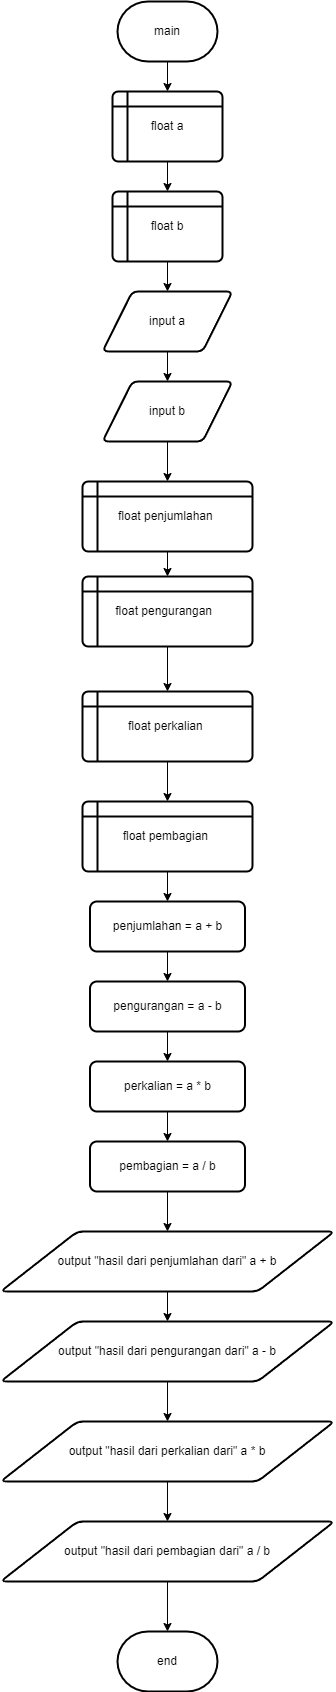 main
float a
float b
input a
input b
float penjumlahan
float pengurangan
float perkalian
float pembagian
penjumlahan = a + b
pengurangan = a - b
perkalian = a * b
pembagian = a / b
output "hasil dari penjumlahan dari" a + b
output "hasil dari pengurangan dari" a - b
output "hasil dari perkalian dari" a * b
output "hasil dari pembagian dari" a / b
end